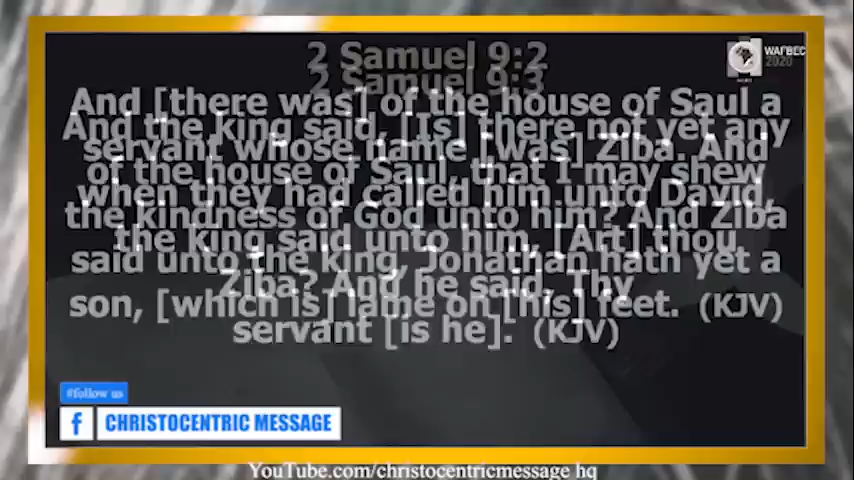 2 Samuel 9:2
2 Samuel 9:3
And [there was] of the house of Saul a
And the king said, [Is] there not yet any
servant whose name [was] Ziba. And
of the house of Saul, that I may shew
when they had called him unto David,
the kindness of God unto him? And Ziba
the king said unto him, [Art] thou
said unto the king, Jonathan hath yet a
Ziba? And he said, Thy
son, [which is] lame on [his] feet. (KJV)
servant [is he]. (KJV)
WAFBEC
2020
#follow us
f CHRISTOCENTRIC MESSAGE
YouTube.com/christocentricmessage hq